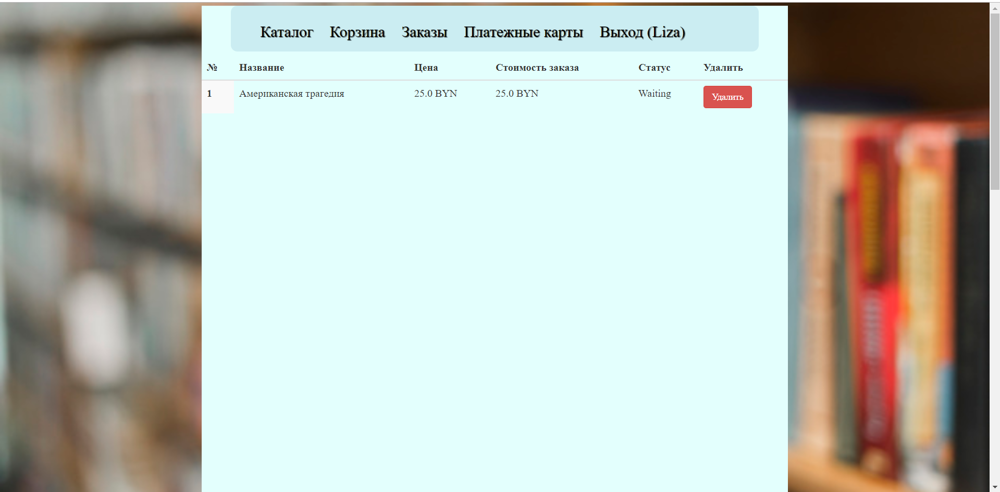 Каталог Корзина Заказы Платежные карты Выход (Liza)
№ Название Цена Стоимость заказа Статус Удалить
1 Американская трагедия 25.0 BYN 25.0 BYN Waiting Удалить